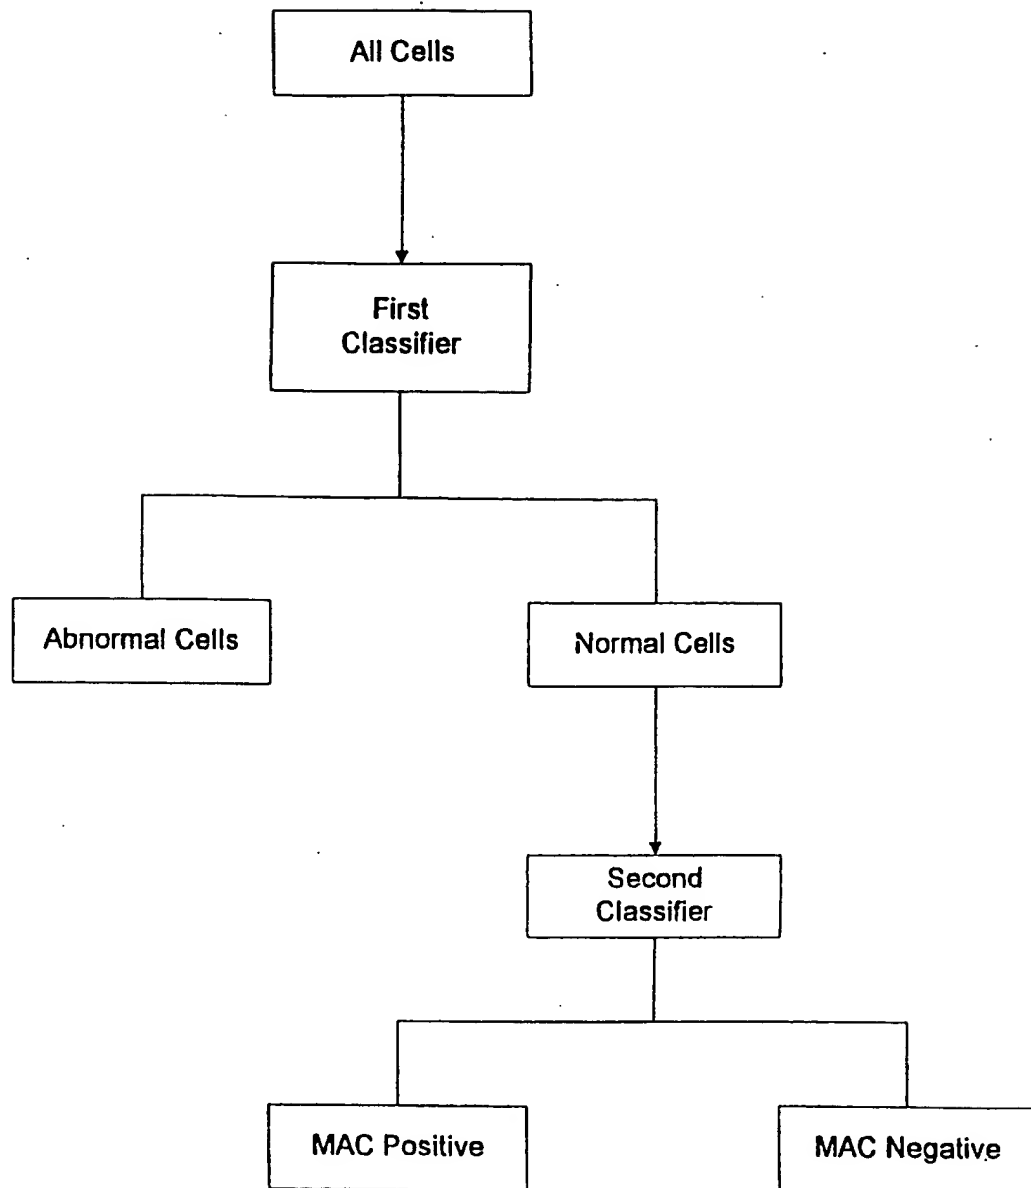 All Cells
First
Classifier
Abnormal Cells
Normal Cells
Second
Classifier
MAC Positive
MAC Negative